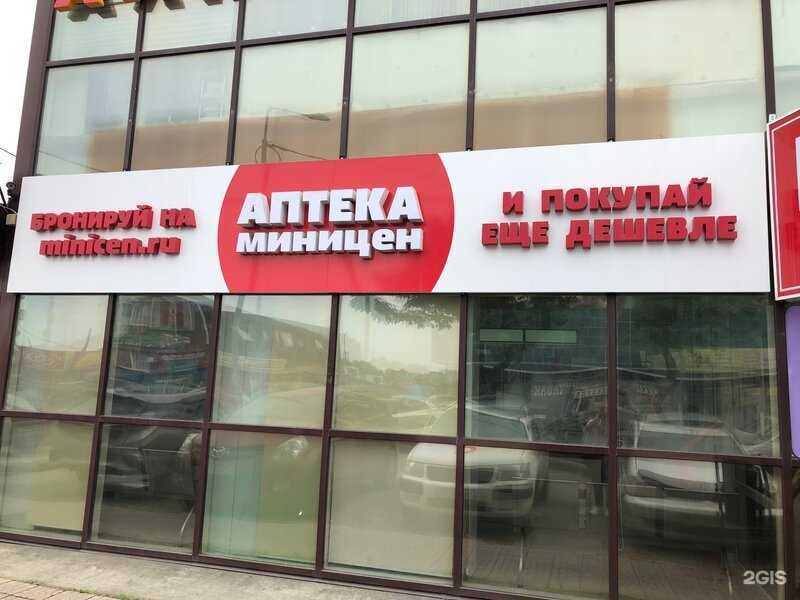 БРОНИРУЙ НА
minicen.ru
АПТЕКА
миницен
И ПОКУПАЙ
ЕЩЕ ДЕШЕВЛЕ
2GIS